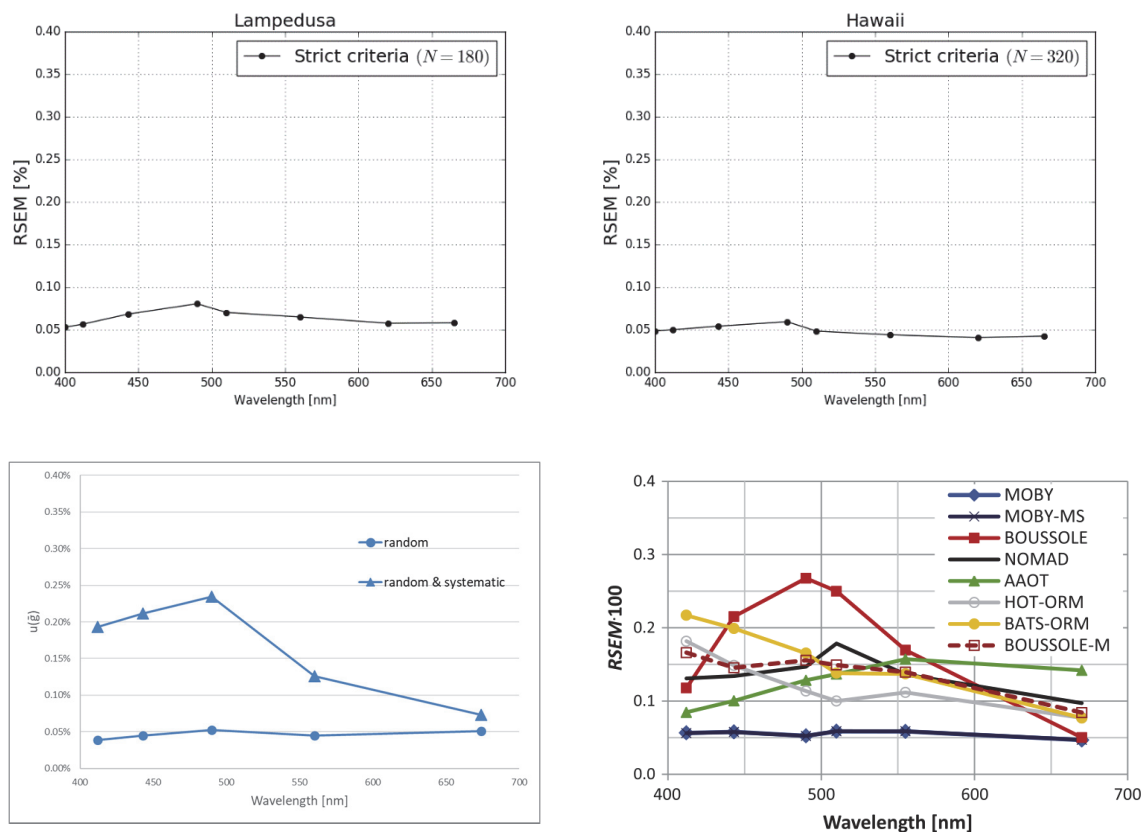 Lampedusa
0.40
0.35
0.30
0.25
0.20
0.15
0.10
0.05
0.00
RSEM [%]
Strict criteria (N = 180)
400 450 500 550 600 650 700
Wavelength [nm]
Hawaii
0.40
0.35
0.30
0.25
0.20
0.15
0.10
0.05
0.00
RSEM [%]
Strict criteria (N = 320)
400 450 500 550 600 650 700
Wavelength [nm]
0.40%
0.35%
0.30%
0.25%
0.20%
0.15%
0.10%
0.05%
0.00%
u(g̃)
random
random & systematic
400 450 500 550 600 650 700
Wavelength [nm]
0.4
0.3
0.2
0.1
0.0
RSEM·100
MOBY
MOBY-MS
BOUSSOLE
NOMAD
AAOT
HOT-ORM
BATS-ORM
BOUSSOLE-M
400 500 600 700
Wavelength [nm]